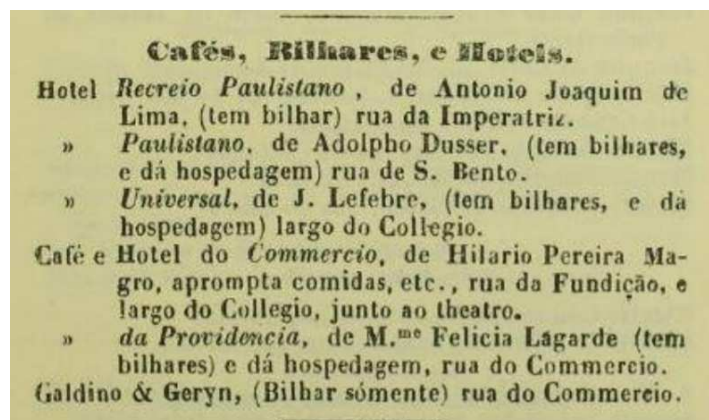 Cafés, Bilhares, e Hoteis.
Hotel Recreio Paulistano, de Antonio Joaquim de
Lima, (tem bilhar) rua da Imperatriz.
» Paulistano, de Adolpho Dusser, (tem bilhares,
e dá hospedagem) rua de S. Bento.
» Universal, de J. Lefebre, (tem bilhares, e dá
hospedagem) largo do Collegio.
Café e Hotel do Commercio, de Hilario Pereira Ma-
gro, aprompta comidas, etc., rua da Fundição, e
largo do Collegio, junto ao theatro.
» da Providencia, de M.me Felicia Lagarde (tem
bilhares) e dá hospedagem, rua do Commercio.
Galdino & Geryn, (Bilhar sómente) rua do Commercio.